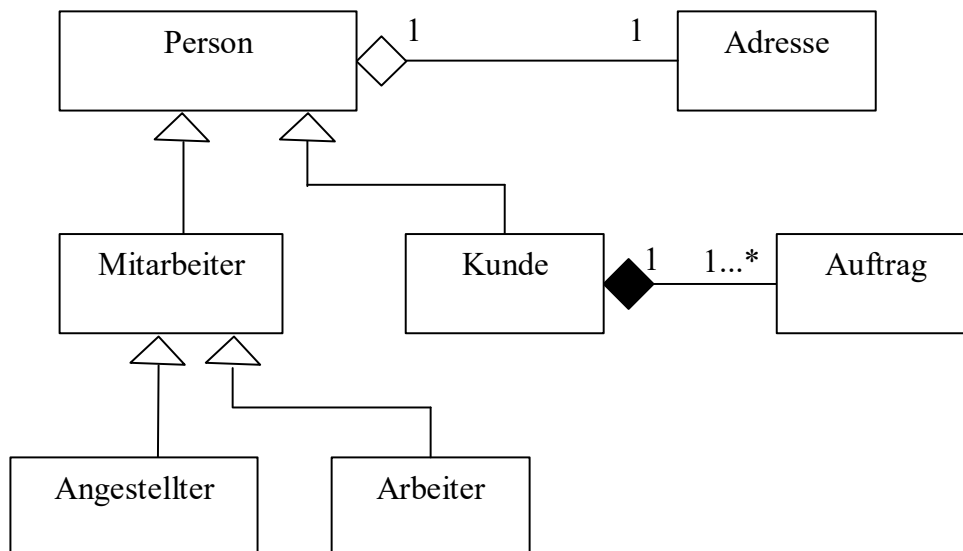 Person
1
1
Adresse
Mitarbeiter
Kunde
1
1...*
Auftrag
Angestellter
Arbeiter